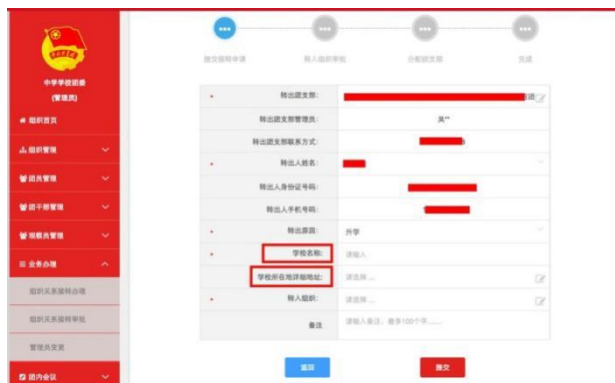 中学学校团委
(管理员)
组织首页
组织管理
团员管理
团干部管理
业务办理
组织关系接转办理
组织关系接转审批
管理员变更
团内会议
提交接转申请
转入组织审批
分配团支部
完成
转出团支部:
转出团支部管理员: 吴**
转出团支部联系方式:
转出人姓名:
转出人身份证号码:
转出人手机号码:
转出原因: 升学
学校名称: 请输入
学校所在地详细地址: 请选择...
转入组织: 请选择...
备注 请输入备注，最多100个字......
返回
提交